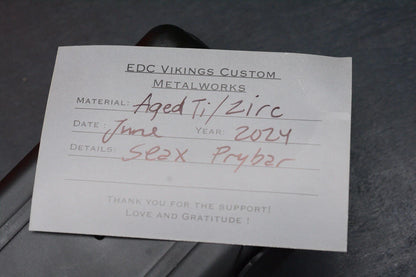 EDC Vikings Custom
Metalworks
Material: Aged Ti/Zirc
Date: June Year: 2024
Details: Seax Prybar
Thank you for the support!
Love and Gratitude !